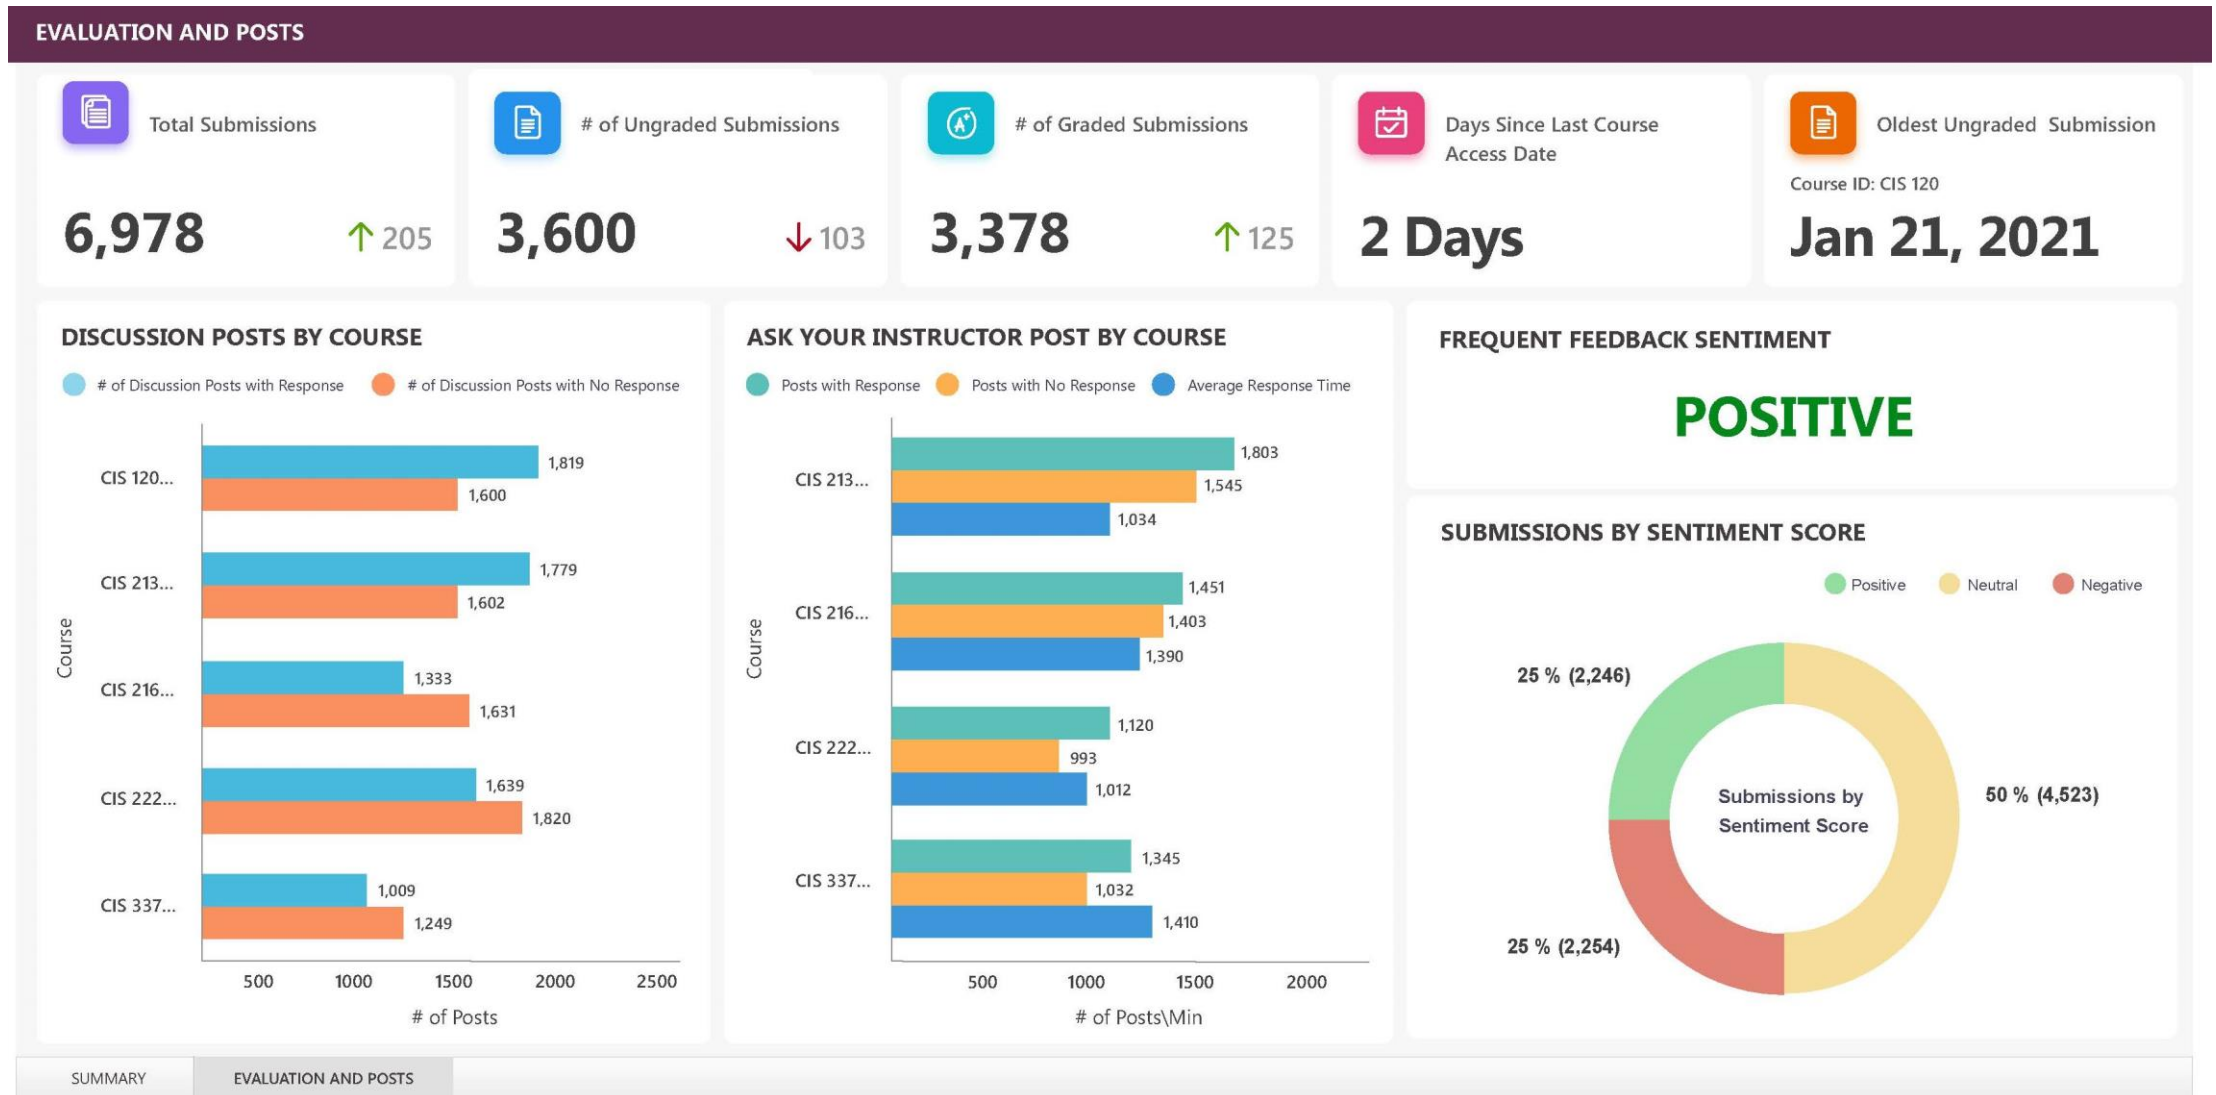 EVALUATION AND POSTS
Total Submissions
6,978
205
# of Ungraded Submissions
3,600
103
# of Graded Submissions
3,378
125
Days Since Last Course
Access Date
2 Days
Oldest Ungraded Submission
Course ID: CIS 120
Jan 21, 2021
DISCUSSION POSTS BY COURSE
# of Discussion Posts with Response
# of Discussion Posts with No Response
Course
CIS 120...
1,819
1,600
CIS 213...
1,779
1,602
CIS 216...
1,333
1,631
CIS 222...
1,639
1,820
CIS 337...
1,009
1,249
500 1000 1500 2000 2500
# of Posts
ASK YOUR INSTRUCTOR POST BY COURSE
Posts with Response
Posts with No Response
Average Response Time
Course
CIS 213...
1,803
1,545
1,034
CIS 216...
1,451
1,403
1,390
CIS 222...
1,120
993
1,012
CIS 337...
1,345
1,032
1,410
500 1000 1500 2000
# of Posts\Min
FREQUENT FEEDBACK SENTIMENT
POSITIVE
SUBMISSIONS BY SENTIMENT SCORE
Positive Neutral Negative
25 % (2,246)
50 % (4,523)
25 % (2,254)
Submissions by
Sentiment Score
SUMMARY
EVALUATION AND POSTS